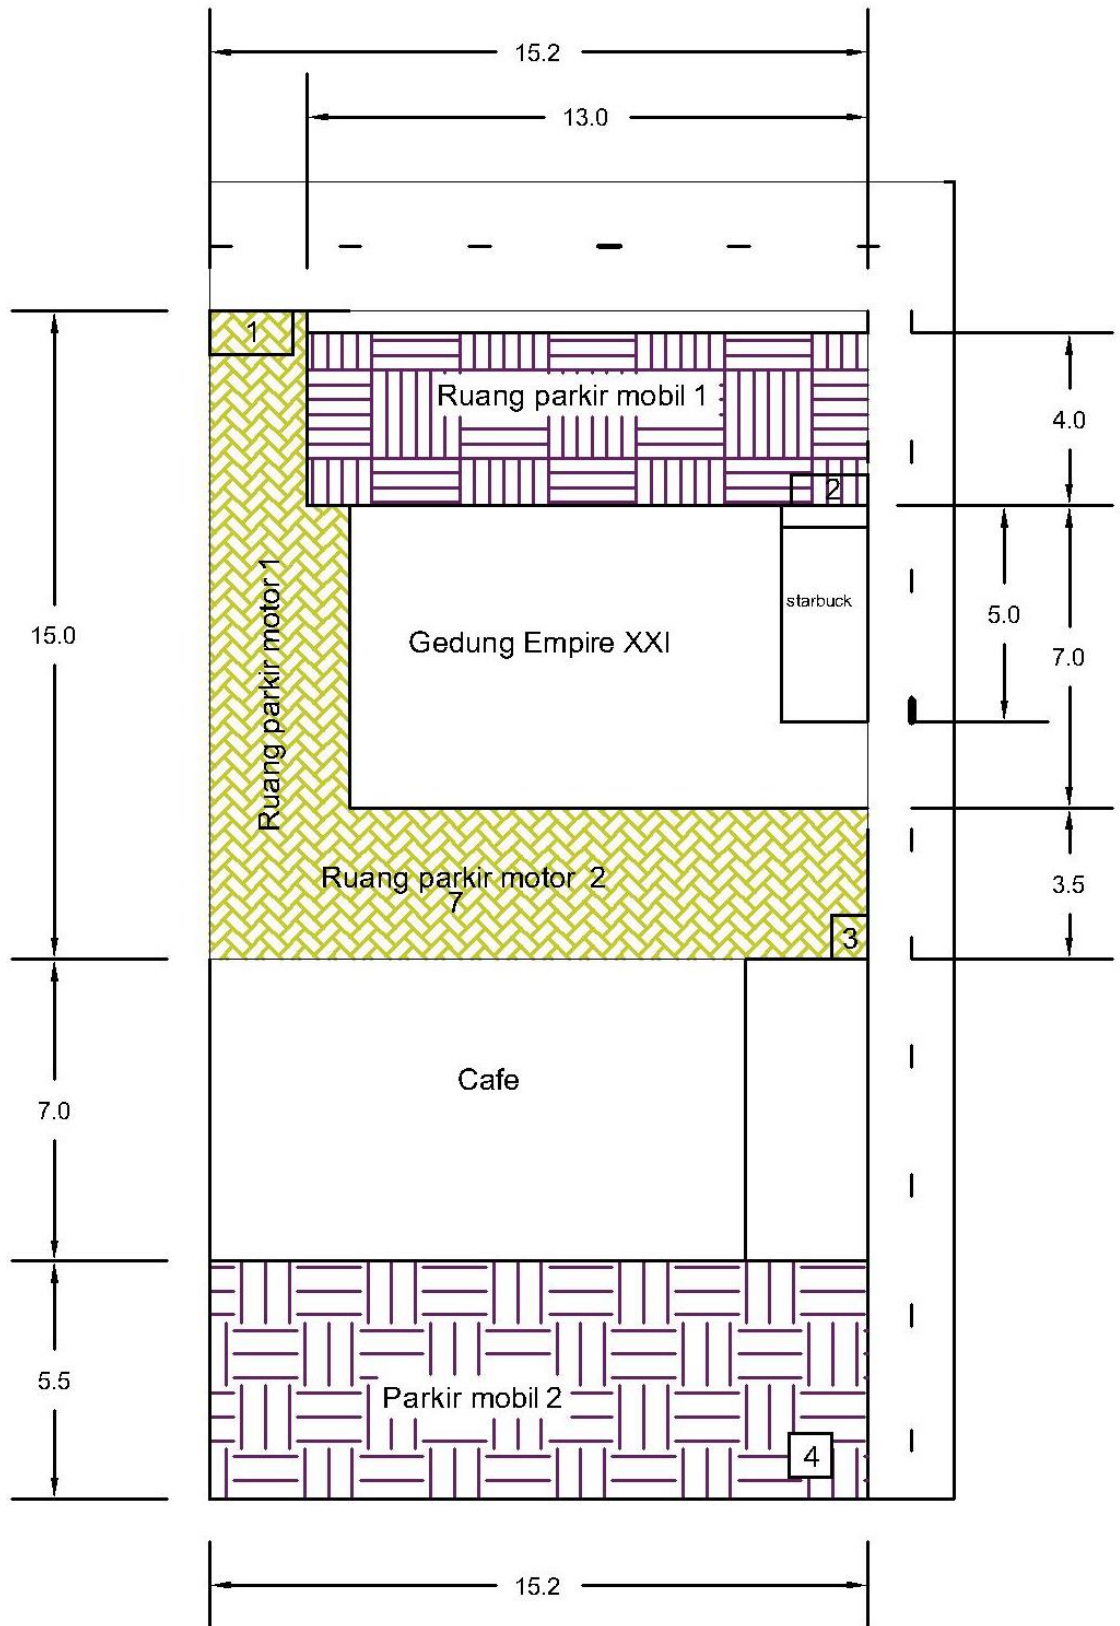 15.2
13.0
1
Ruang parkir mobil 1
4.0
2
starbuck
5.0
Gedung Empire XXI
15.0
7.0
Ruang parkir motor 1
Ruang parkir motor 2
7
3.5
3
Cafe
7.0
5.5
Parkir mobil 2
4
15.2